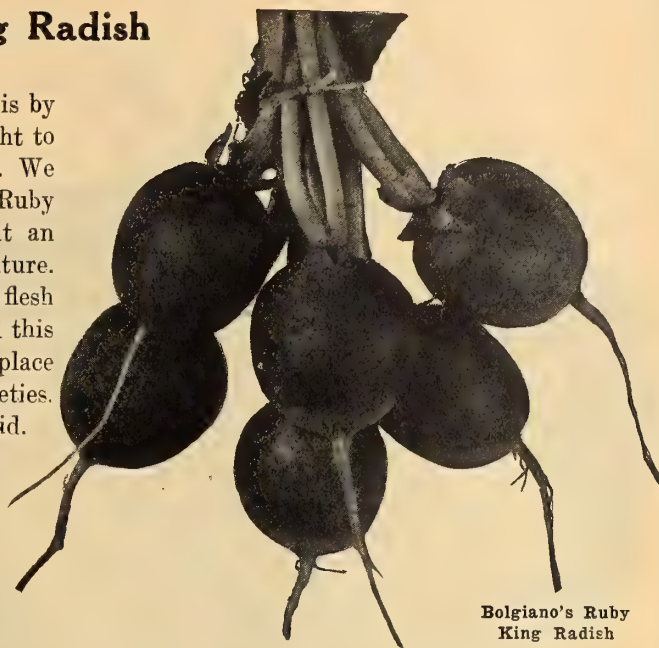 g Radish
is by
ht to
. We
Ruby
t an
ture.
flesh
this
place
eties.
id.
Bolgiano's Ruby
King Radish